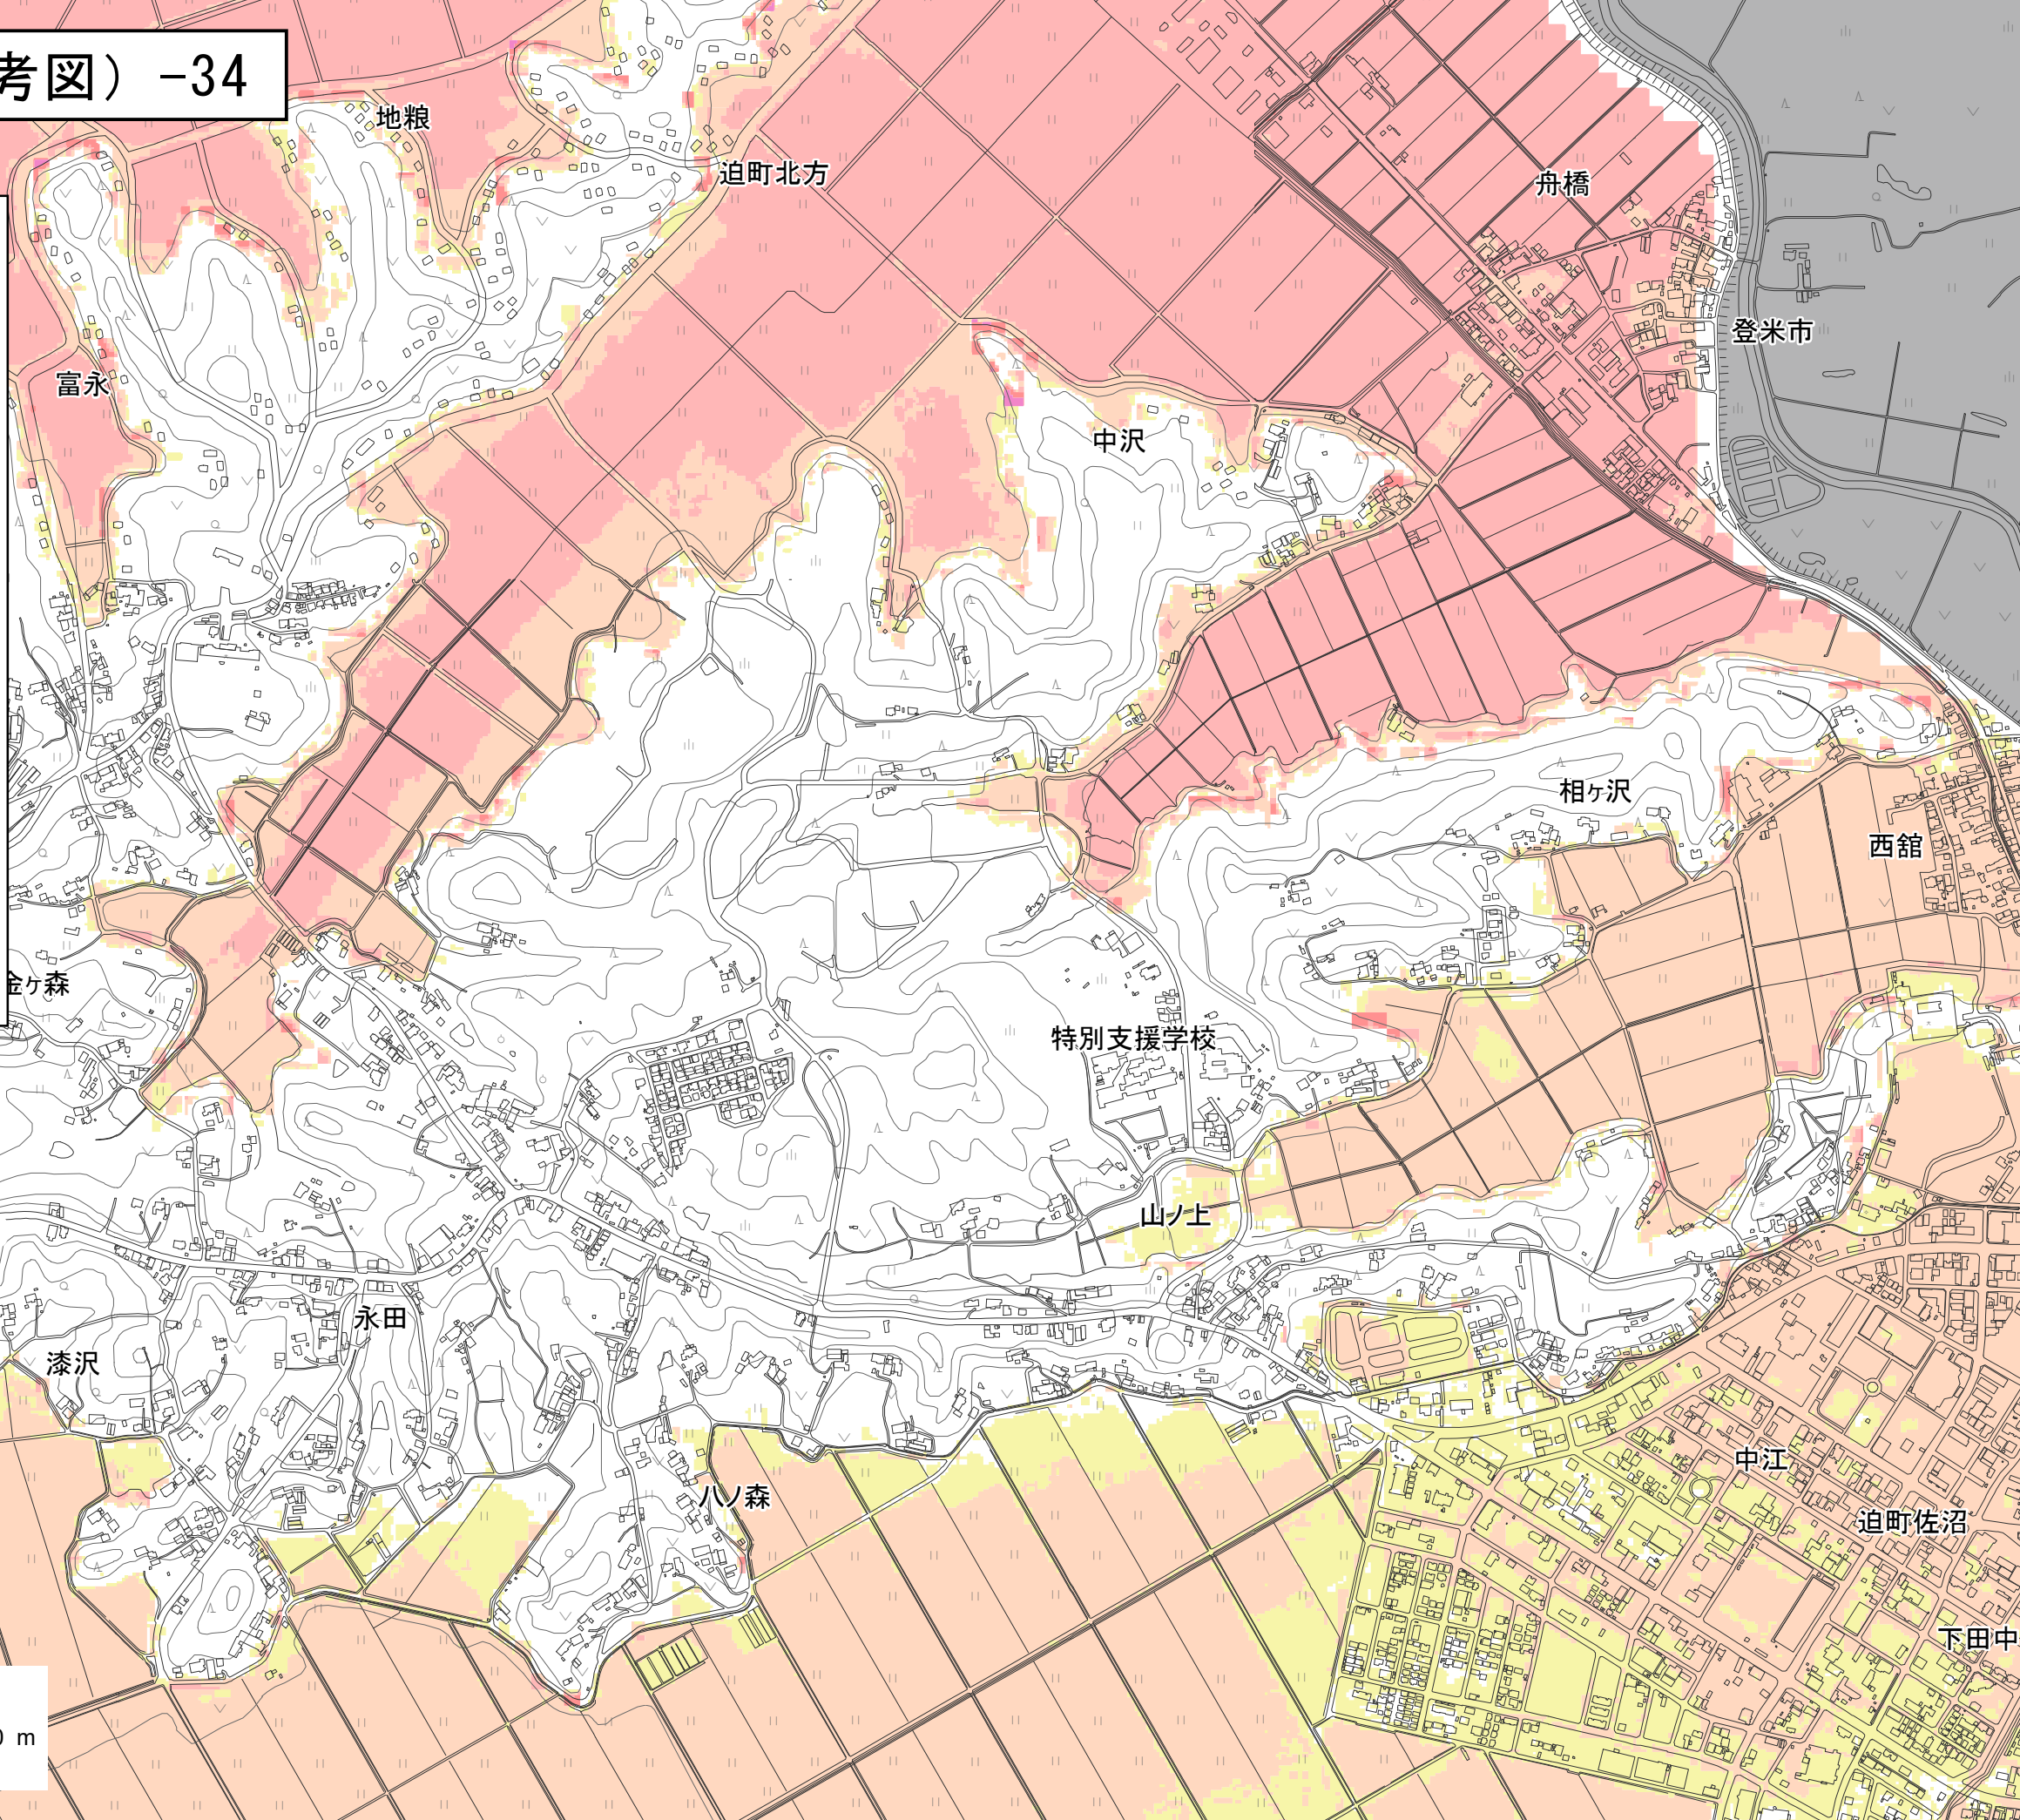 考図）-34
地粮
迫町北方
舟橋
登米市
富永
中沢
相ヶ沢
西舘
金ヶ森
特別支援学校
山ノ上
永田
漆沢
中江
八ノ森
迫町佐沼
下田中
0 m